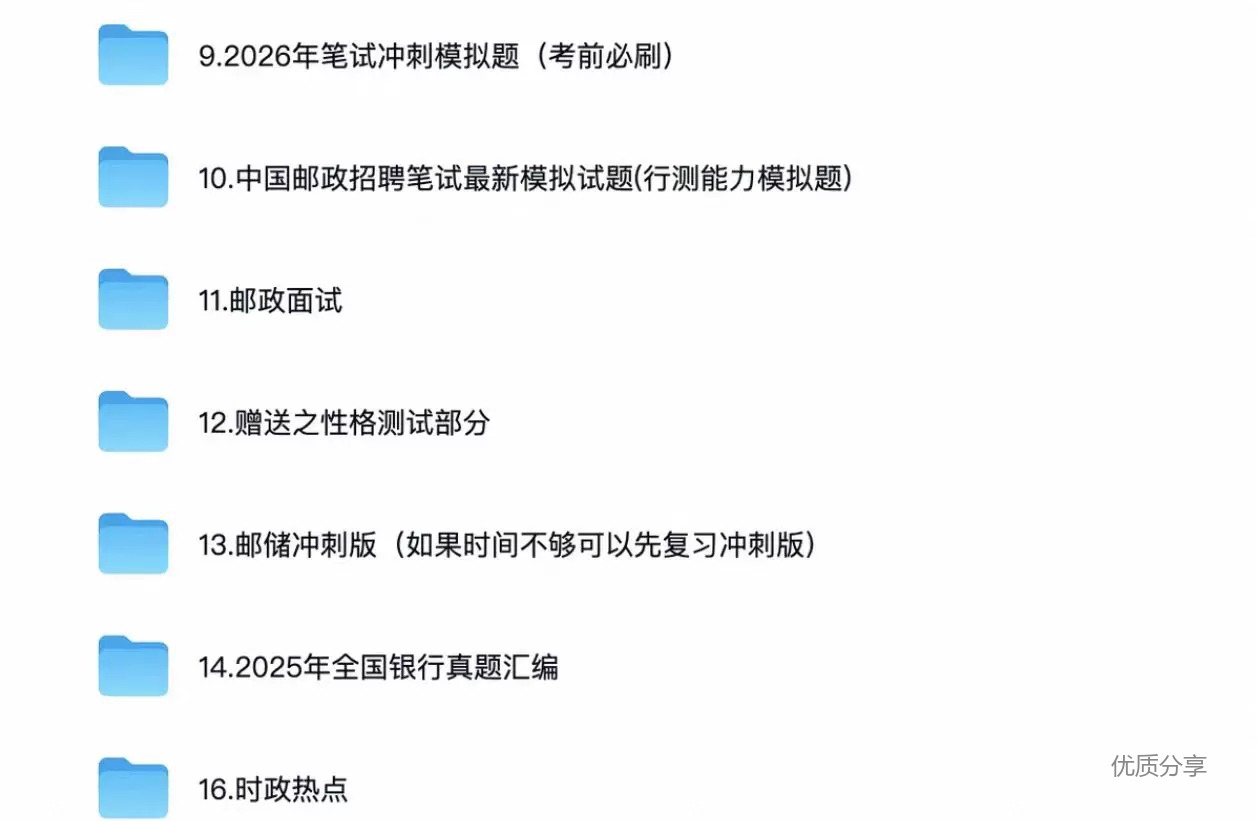 9.2026年笔试冲刺模拟题（考前必刷）
10.中国邮政招聘笔试最新模拟试题(行测能力模拟题)
11.邮政面试
12.赠送之性格测试部分
13.邮储冲刺版（如果时间不够可以先复习冲刺版）
14.2025年全国银行真题汇编
优质分享
16.时政热点